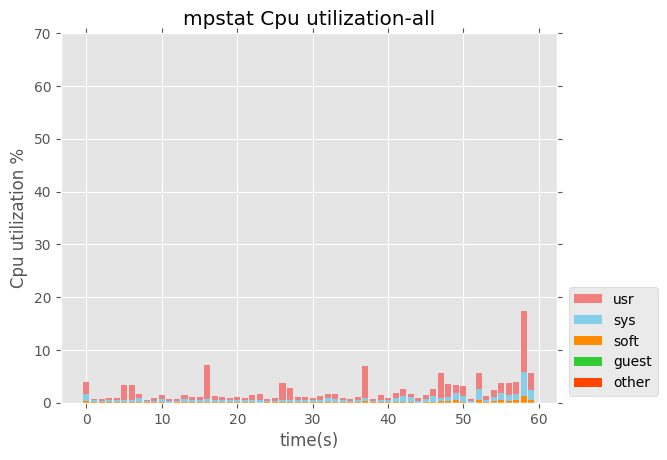 mpstat Cpu utilization-all
70
60
50
40
30
20
10
0
Cpu utilization %
0 10 20 30 40 50 60
time(s)
usr
sys
soft
guest
other